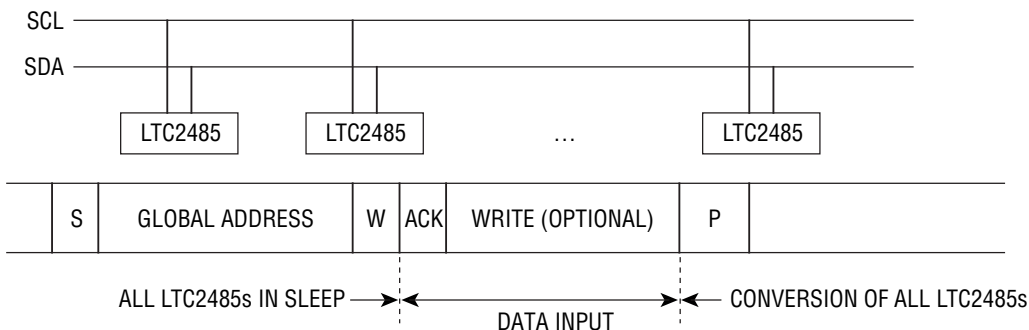 SCL
SDA
LTC2485 LTC2485 ... LTC2485
S GLOBAL ADDRESS W ACK WRITE (OPTIONAL) P
ALL LTC2485s IN SLEEP CONVERSION OF ALL LTC2485s
DATA INPUT